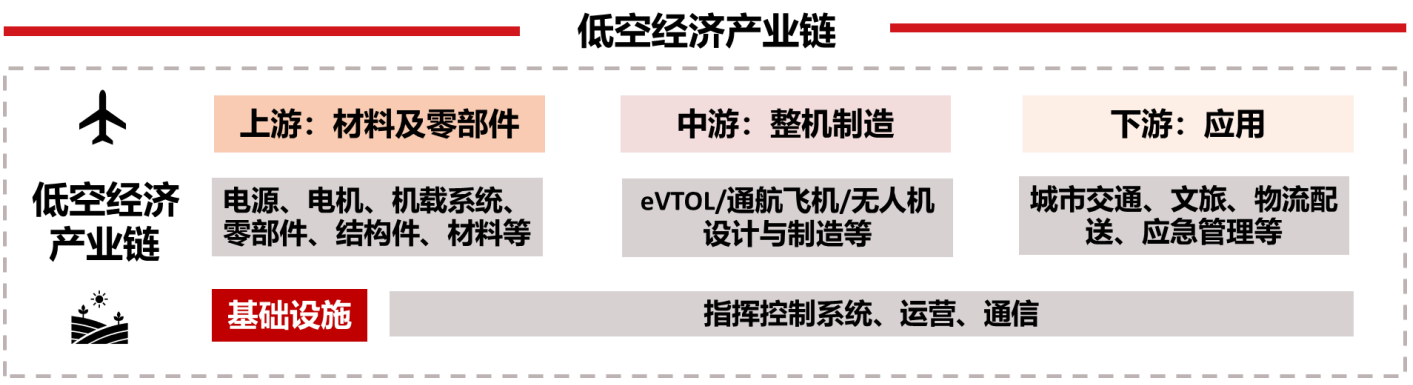 低空经济产业链
上游：材料及零部件
中游：整机制造
下游：应用
低空经济
产业链
电源、电机、机载系统、
零部件、结构件、材料等
eVTOL/通航飞机/无人机
设计与制造等
城市交通、文旅、物流配
送、应急管理等
基础设施
指挥控制系统、运营、通信